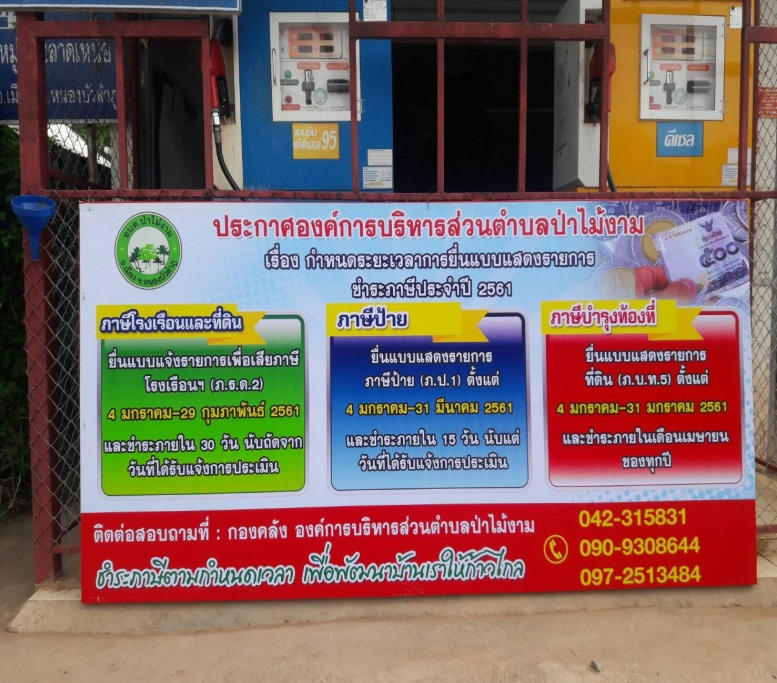 แก๊สโซฮอล์ 95
ดีเซล
หนองบัวลำภู
อบต.ป่าไม้งาม
อ.เมือง จ.หนองบัวลำภู
ประกาศองค์การบริหารส่วนตำบลป่าไม้งาม
เรื่อง กำหนดระยะเวลาการยื่นแบบแสดงรายการ
ชำระภาษีประจำปี 2561
๕๐๐
ภาษีโรงเรือนและที่ดิน
ยื่นแบบแจ้งรายการเพื่อเสียภาษี
โรงเรือนฯ (ภ.ร.ด.2)
4 มกราคม-29 กุมภาพันธ์ 2561
และชำระภายใน 30 วัน นับถัดจาก
วันที่ได้รับแจ้งการประเมิน
ภาษีป้าย
ยื่นแบบแสดงรายการ
ภาษีป้าย (ภ.ป.1) ตั้งแต่
4 มกราคม-31 มีนาคม 2561
และชำระภายใน 15 วัน นับแต่
วันที่ได้รับแจ้งการประเมิน
ภาษีบำรุงท้องที่
ยื่นแบบแสดงรายการ
ที่ดิน (ภ.บ.ท.5) ตั้งแต่
4 มกราคม-31 มกราคม 2561
และชำระภายในเดือนเมษายน
ของทุกปี
ติดต่อสอบถามที่ : กองคลัง องค์การบริหารส่วนตำบลป่าไม้งาม
ชำระภาษีตามกำหนดเวลา เพื่อพัฒนาบ้านเราให้ก้าวไกล
042-315831
090-9308644
097-2513484